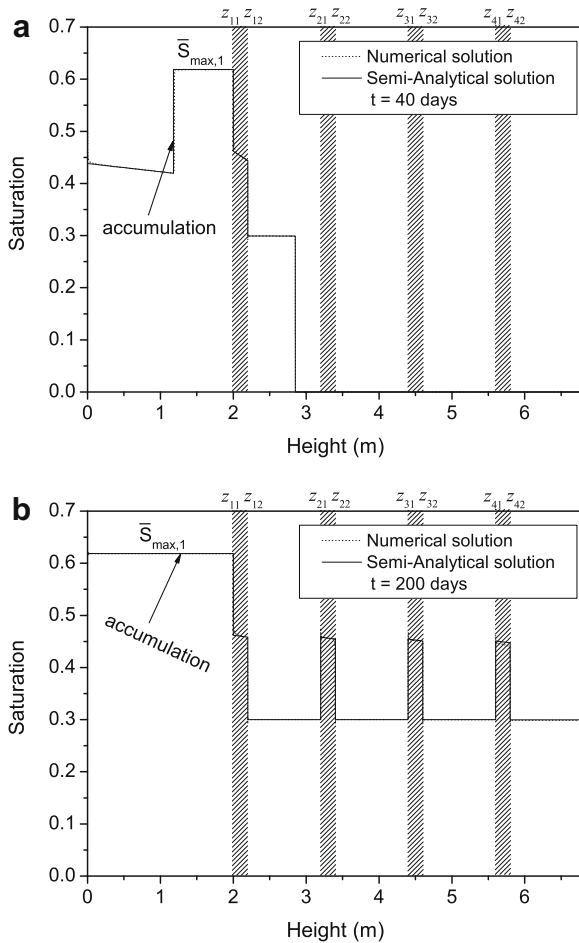 a
z11 z12 z21 z22 z31 z32 z41 z42
0.7
0.6
0.5
0.4
0.3
0.2
0.1
0.0
Saturation
S̅max,1
accumulation
Numerical solution
Semi-Analytical solution
t = 40 days
0 1 2 3 4 5 6
Height (m)
b
z11 z12 z21 z22 z31 z32 z41 z42
0.7
0.6
0.5
0.4
0.3
0.2
0.1
0.0
Saturation
S̅max,1
accumulation
Numerical solution
Semi-Analytical solution
t = 200 days
0 1 2 3 4 5 6
Height (m)